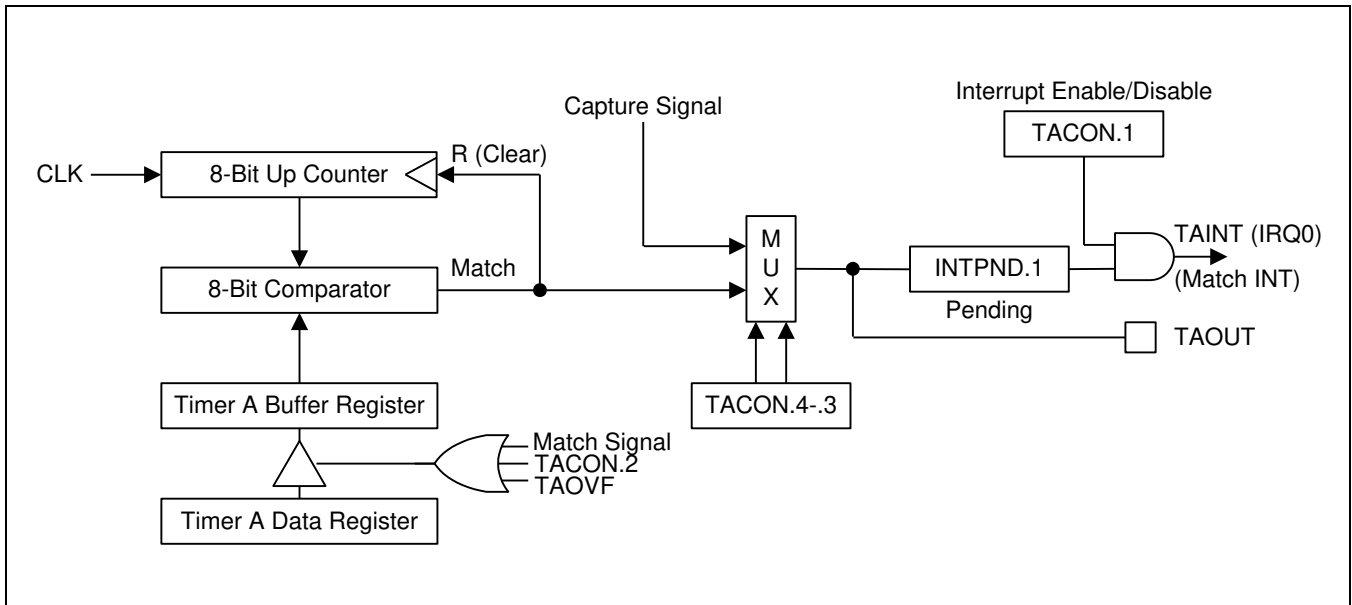 Interrupt Enable/Disable
Capture Signal
TACON.1
R (Clear)
CLK
8-Bit Up Counter
M
U
X
TAINT (IRQ0)
Match
INTPND.1
(Match INT)
8-Bit Comparator
Pending
TAOUT
Timer A Buffer Register
TACON.4-.3
Match Signal
TACON.2
TAOVF
Timer A Data Register